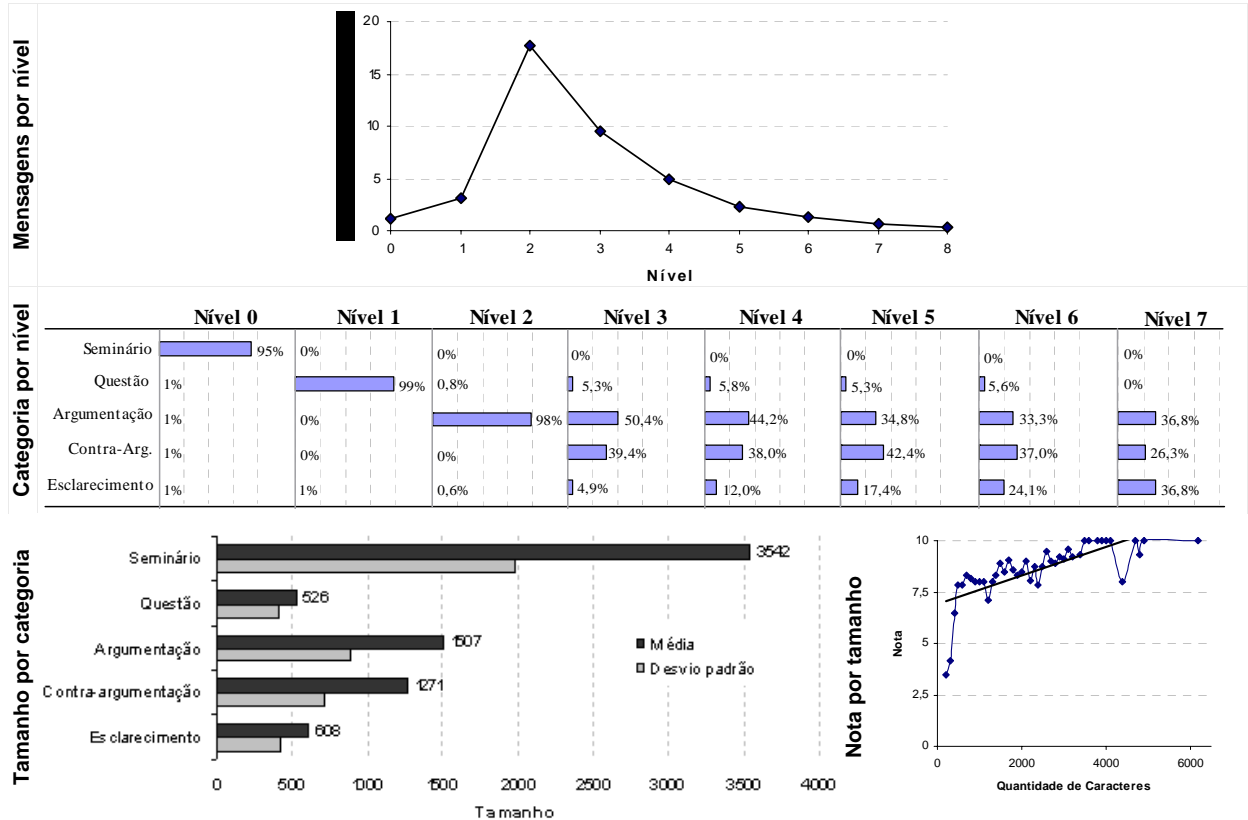 Mensagens por nível
20
15
10
5
0
0 1 2 3 4 5 6 7 8
Nível
Categoria por nível
Nível 0 Nível 1 Nível 2 Nível 3 Nível 4 Nível 5 Nível 6 Nível 7
Seminário 95% 0% 0% 0% 0% 0% 0% 0%
Questão 1% 99% 0,8% 5,3% 5,8% 5,3% 5,6% 0%
Argumentação 1% 0% 98% 50,4% 44,2% 34,8% 33,3% 36,8%
Contra-Arg. 1% 0% 0% 39,4% 38,0% 42,4% 37,0% 26,3%
Esclarecimento 1% 1% 0,6% 4,9% 12,0% 17,4% 24,1% 36,8%
Tamanho por categoria
Seminário 3542
Questão 526
Argumentação 1507
Contra-argumentação 1271
Esclarecimento 608
Média
Desvio padrão
0 500 1000 1500 2000 2500 3000 3500 4000
Tamanho
Nota por tamanho
Nota
10
7,5
5
2,5
0
0 2000 4000 6000
Quantidade de Caracteres